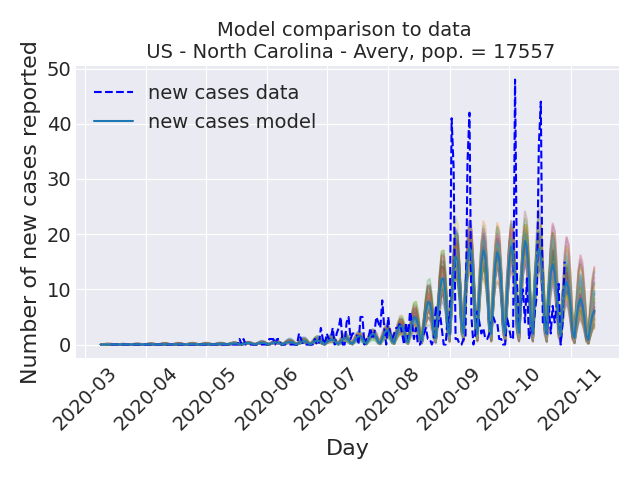 Model comparison to data
US - North Carolina - Avery, pop. = 17557
Number of new cases reported
50
40
30
20
10
0
new cases data
new cases model
2020-03
2020-04
2020-05
2020-06
2020-07
2020-08
2020-09
2020-10
2020-11
Day